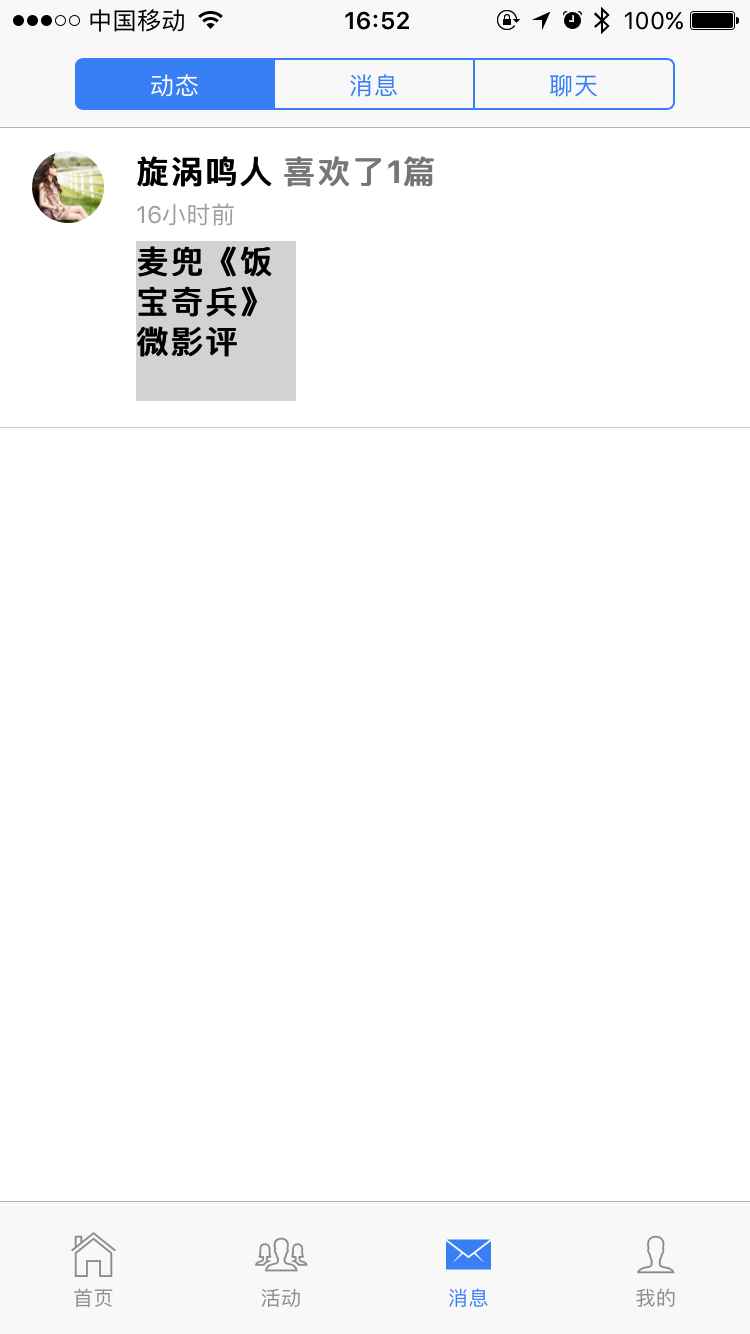 中国移动 16:52 100%
动态 消息 聊天
旋涡鸣人 喜欢了1篇
16小时前
麦兜《饭
宝奇兵》
微影评
首页 活动 消息 我的